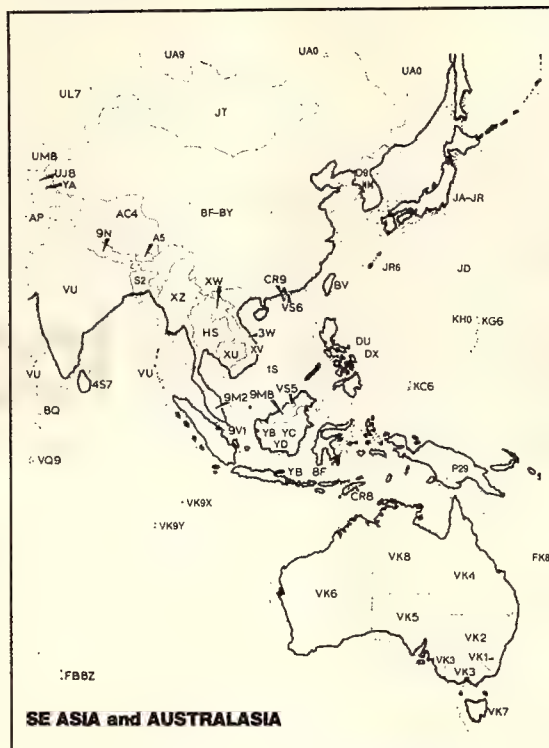 UA9 UA0 UA0
UL7
JT
UM8
UJ8
YA
D9
HM
JA-JR
AP
AC4
BF-BY
9N
A5
JR6
JD
S2
XW
CR9
BV
VU
XZ
VS6
KH0 KG6
HS
3W
XU
XV
DU
DX
1S
VU
4S7
VU
KC6
9M2
9M8
VS5
BQ
9V1
YB YC
YD
VQ9
YB
8F
P29
CR8
VK9X
VK9Y
VK8
FK8
VK4
VK6
VK5
VK2
VK3
VK1
VK3
FB8Z
VK7
SE ASIA and AUSTRALASIA